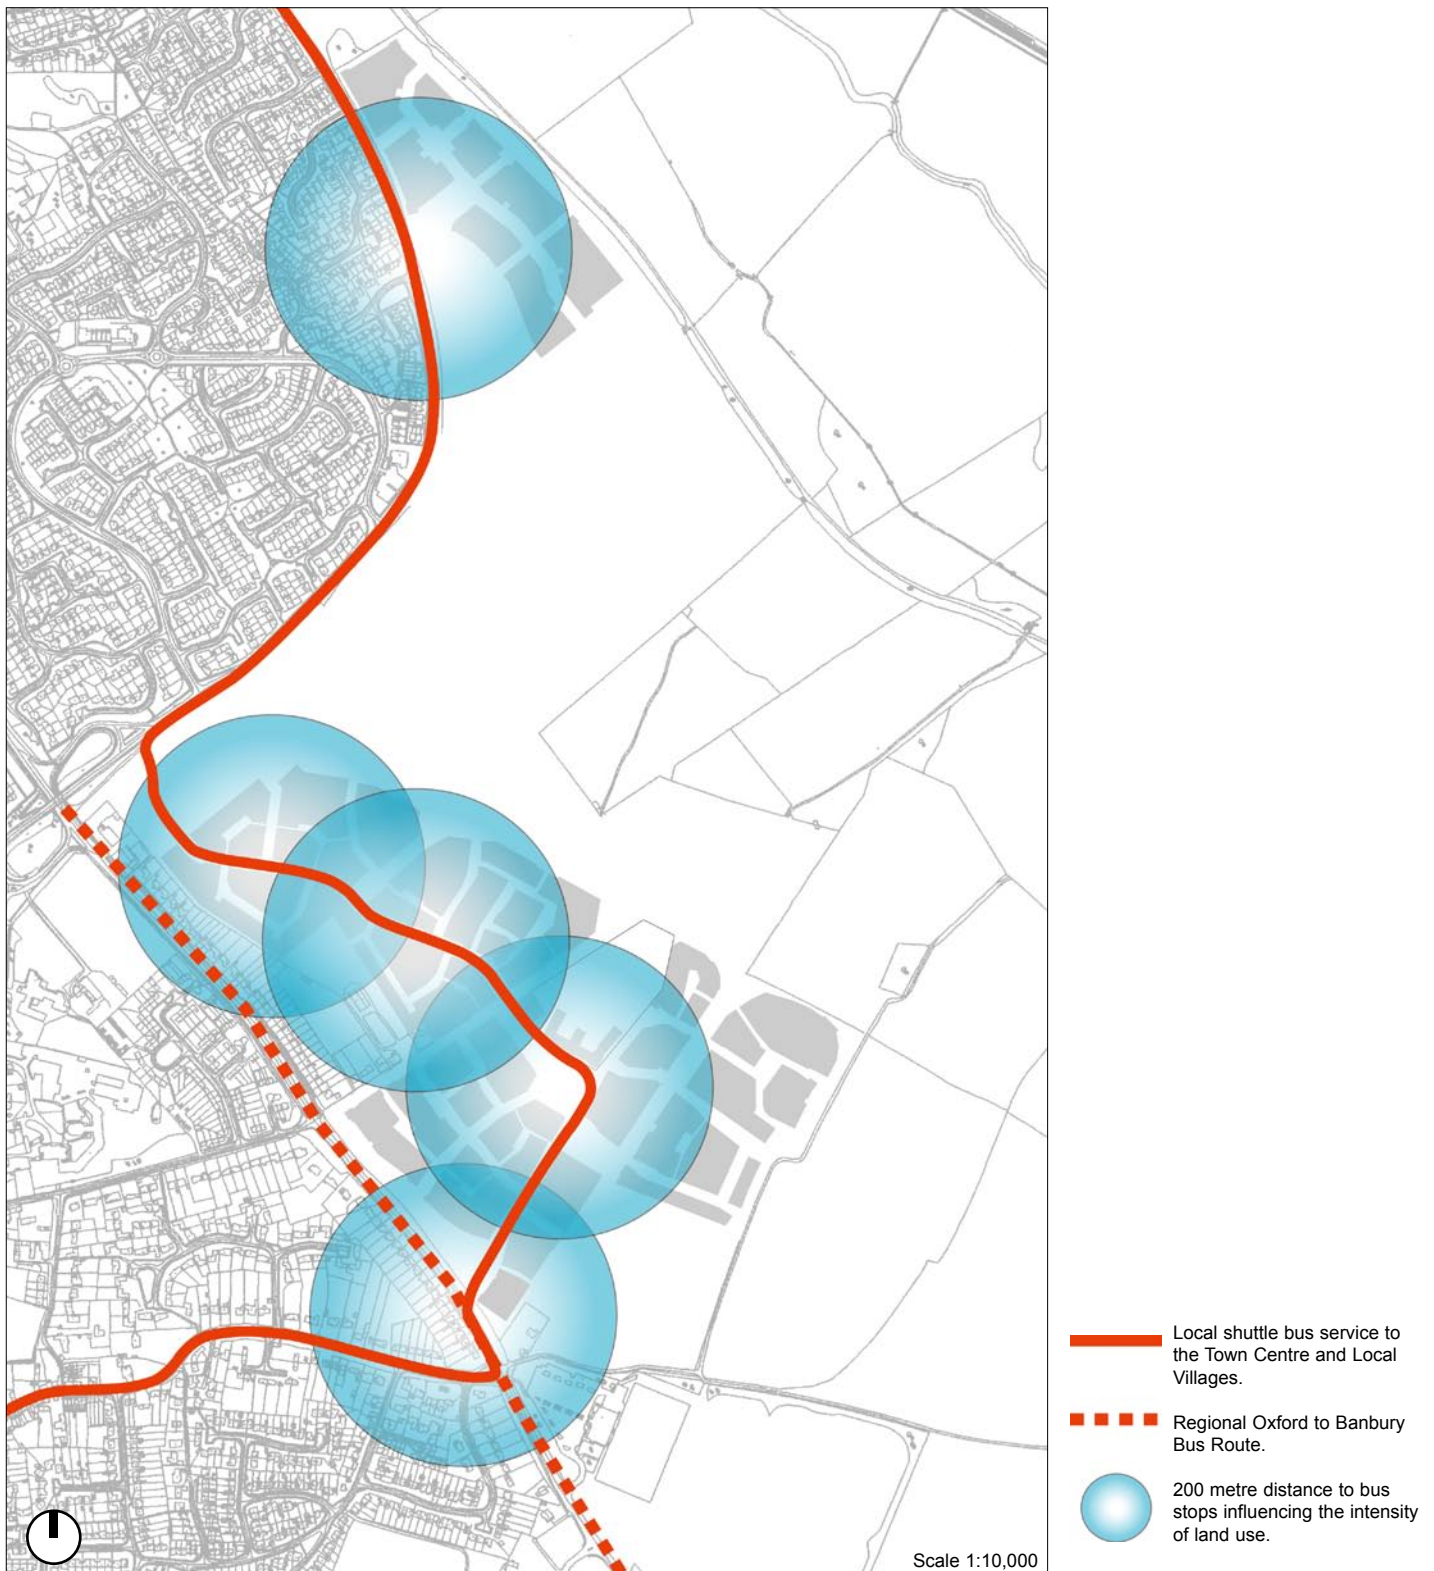 Local shuttle bus service to
the Town Centre and Local
Villages.
Regional Oxford to Banbury
Bus Route.
200 metre distance to bus
stops influencing the intensity
of land use.
Scale 1:10,000